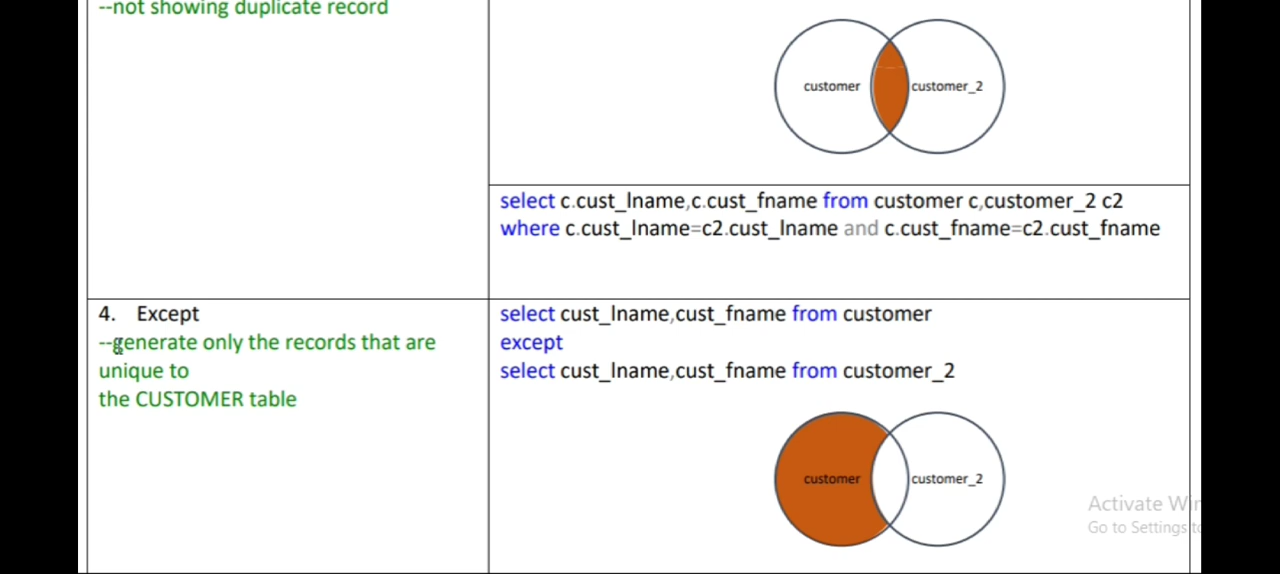 --not showing duplicate record
customer
customer_2
select c.cust_lname,c.cust_fname from customer c,customer_2 c2
where c.cust_lname=c2.cust_lname and c.cust_fname=c2.cust_fname
4. Except
--generate only the records that are
unique to
the CUSTOMER table
select cust_lname,cust_fname from customer
except
select cust_lname,cust_fname from customer_2
customer
customer_2
Activate Win
Go to Settings to